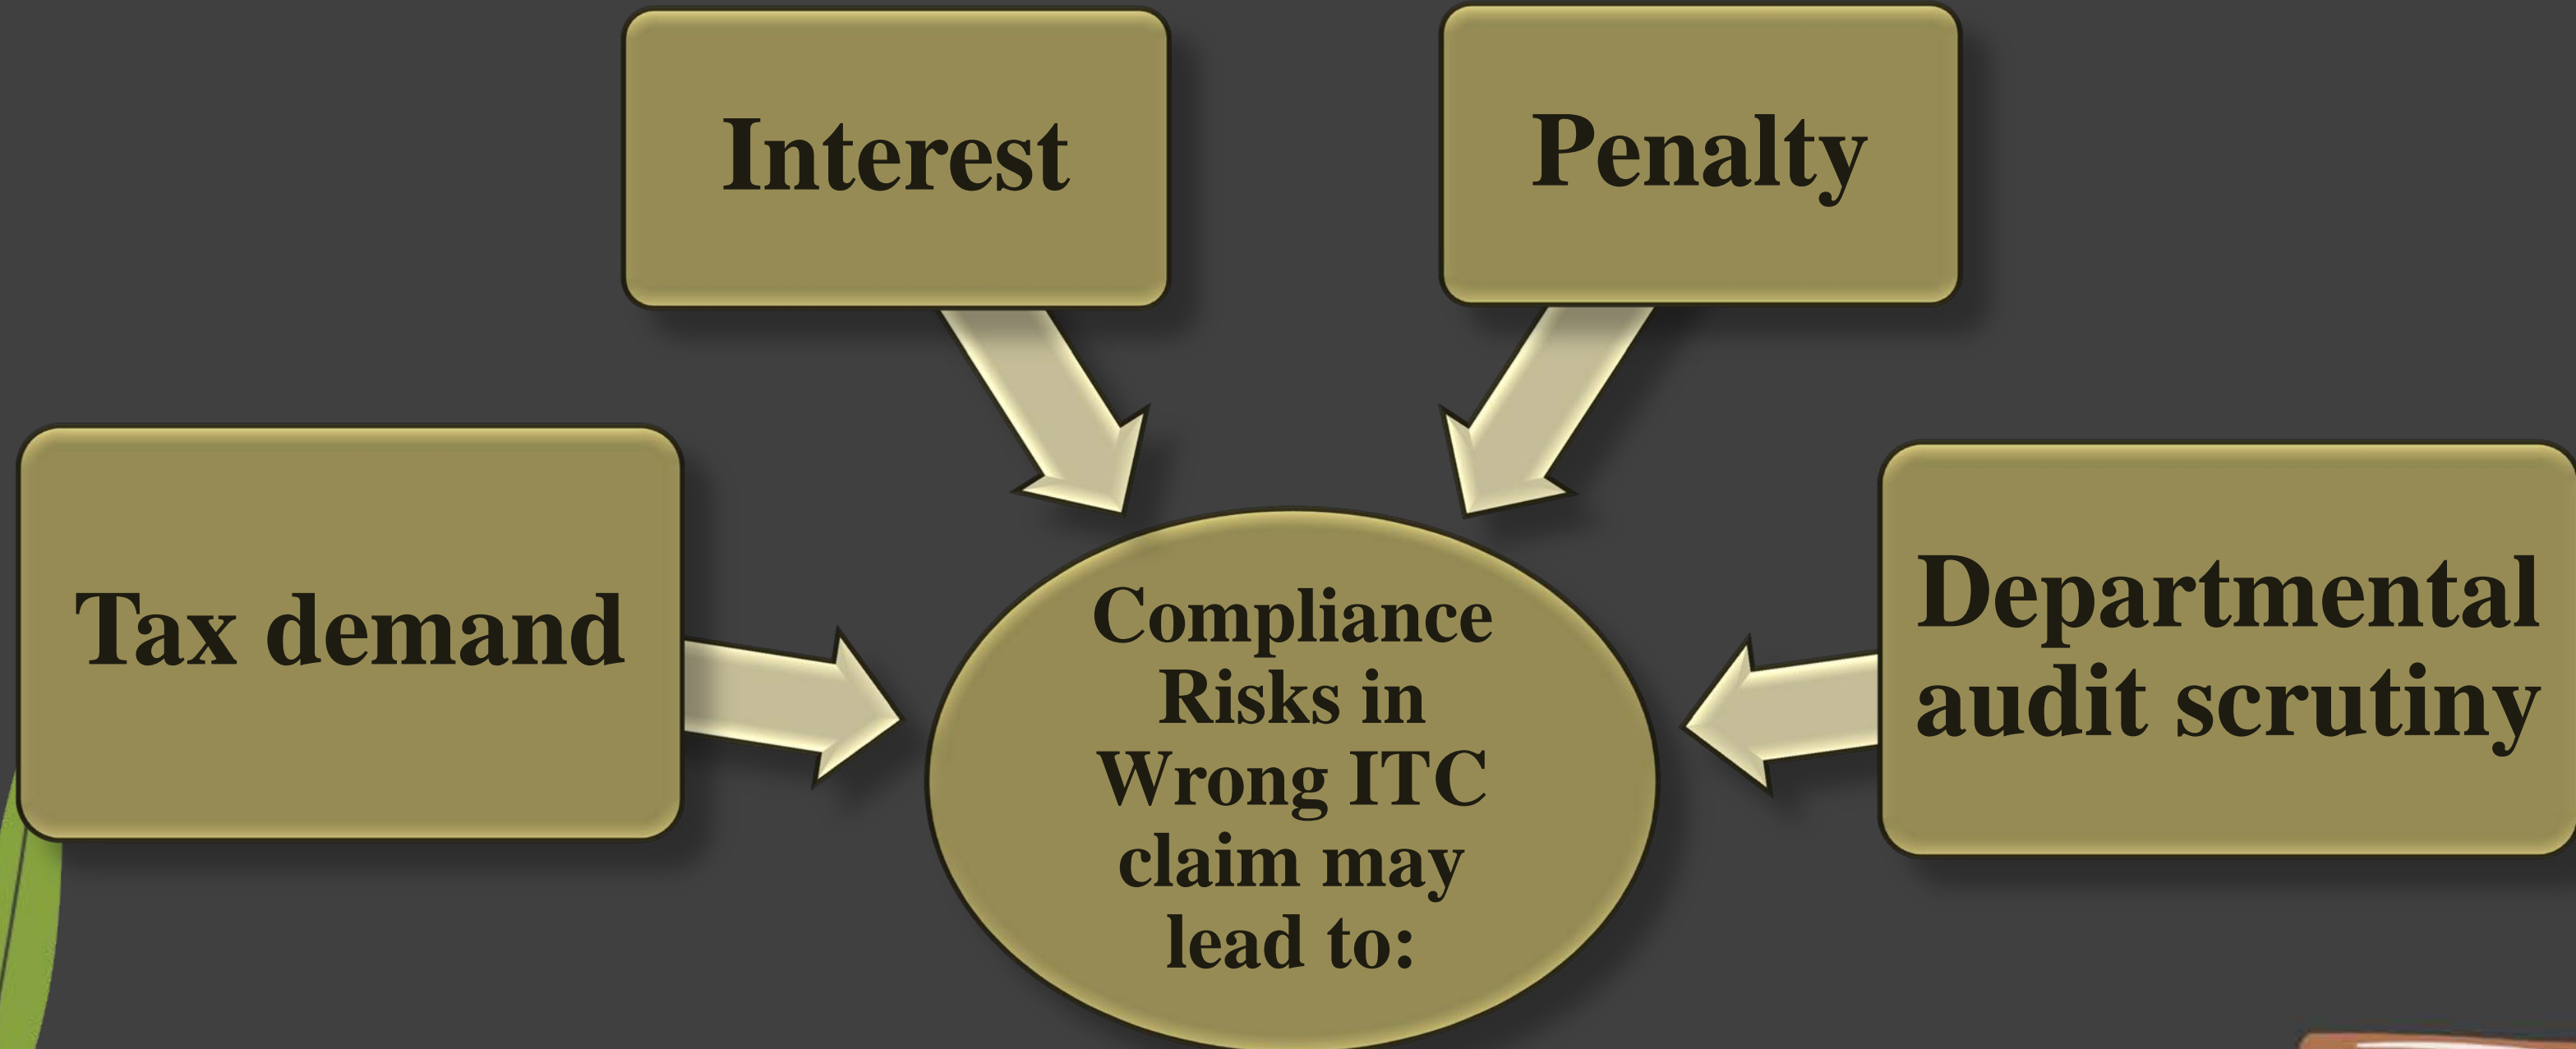 Interest
Penalty
Tax demand
Departmental
audit scrutiny
Compliance
Risks in
Wrong ITC
claim may
lead to: